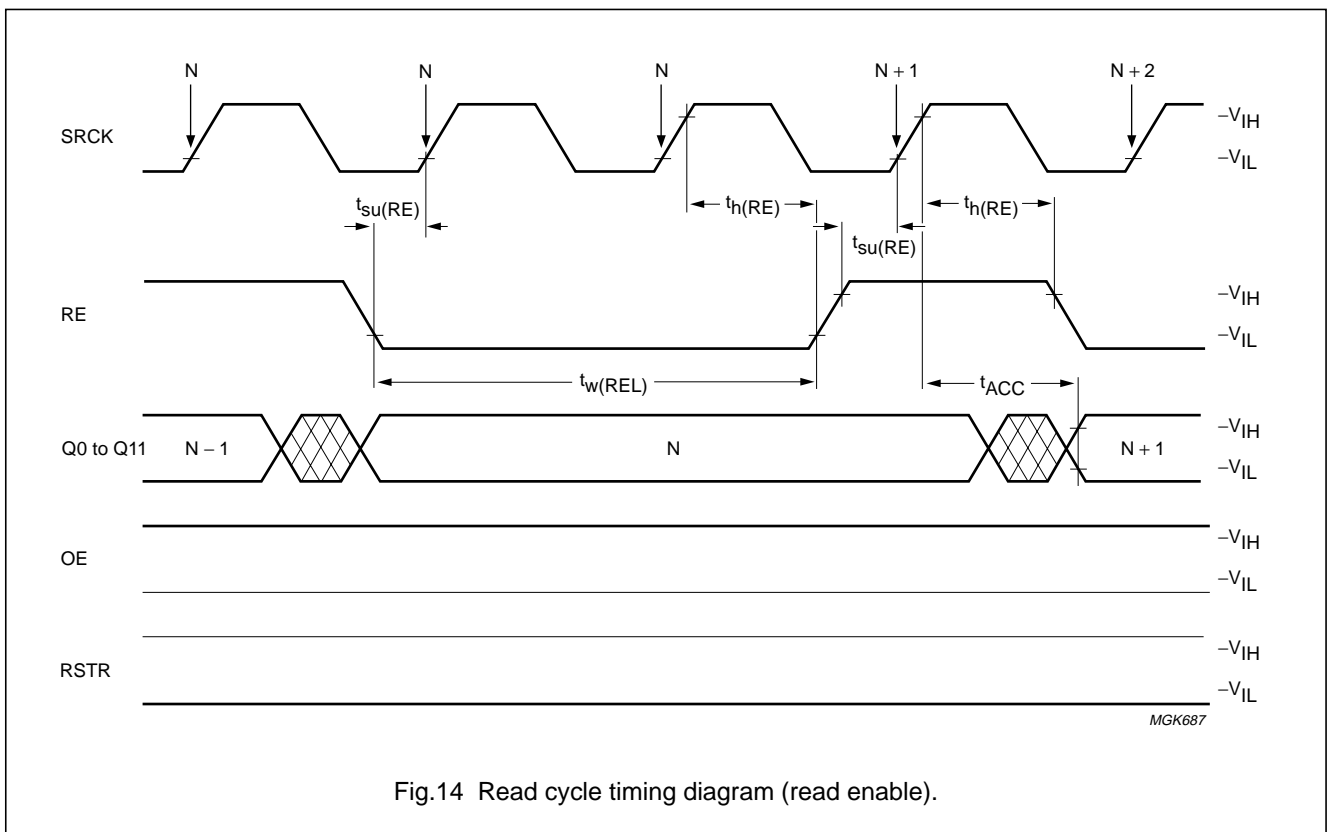 N N N N + 1 N + 2
SRCK
–VIH
–VIL
tsu(RE)
th(RE)
th(RE)
tsu(RE)
RE
–VIH
–VIL
tw(REL)
tACC
Q0 to Q11
N – 1
N
N + 1
–VIH
–VIL
OE
–VIH
–VIL
RSTR
–VIH
–VIL
MGK687
Fig.14 Read cycle timing diagram (read enable).